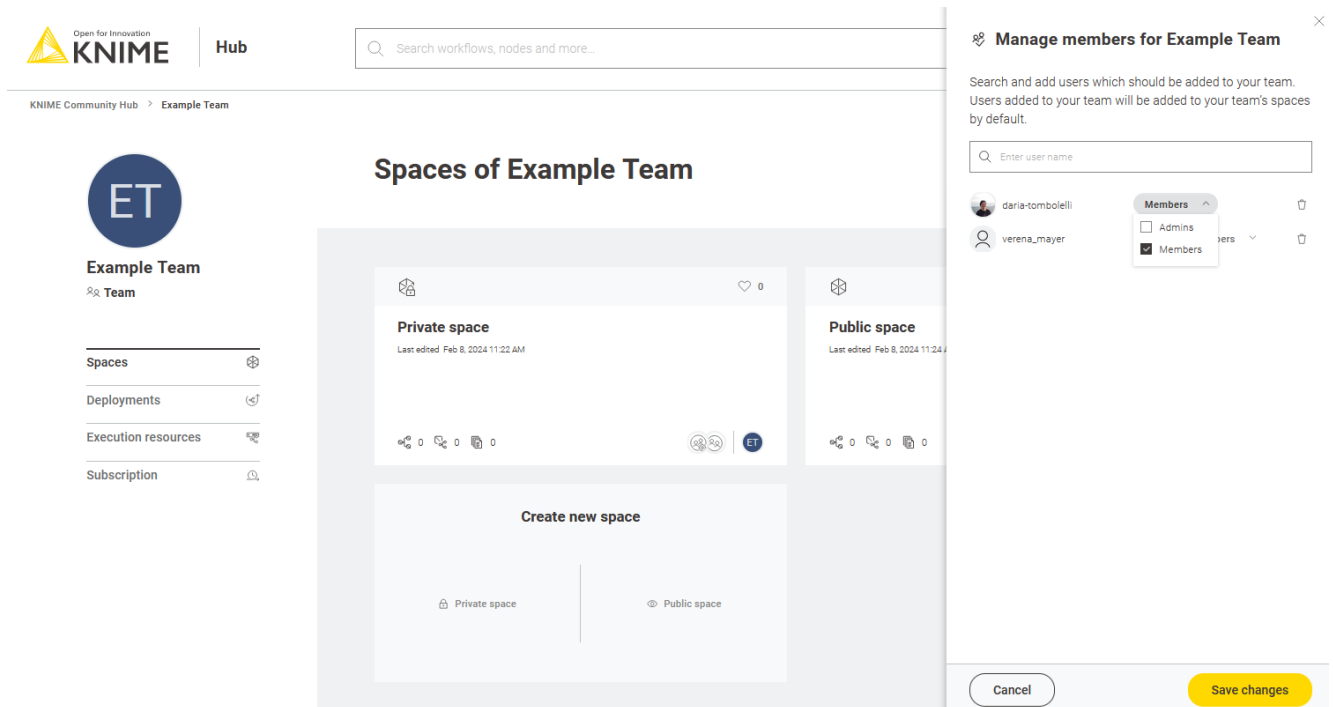 Open for Innovation
KNIME
Hub
Search workflows, nodes and more...
KNIME Community Hub > Example Team
ET
Example Team
Team
Spaces
Deployments
Execution resources
Subscription
Spaces of Example Team
0
Private space
Last edited Feb 8, 2024 11:22 AM
0 0 0
ET
Public space
Last edited Feb 8, 2024 11:24
0 0 0
Create new space
Private space
Public space
Manage members for Example Team
Search and add users which should be added to your team.
Users added to your team will be added to your team's spaces
by default.
Enter user name
daria-tombolelli Members
Admins
verena_mayer bers
Members
Cancel
Save changes